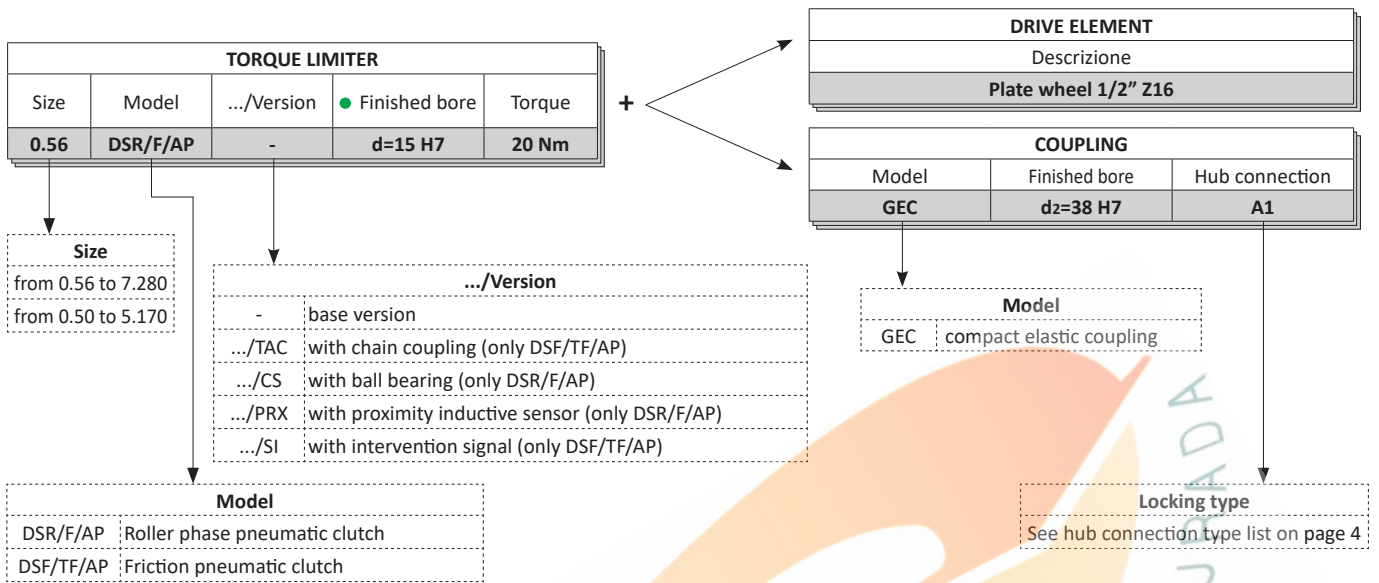 TORQUE LIMITER
Size Model .../Version Finished bore Torque
0.56 DSR/F/AP - d=15 H7 20 Nm
+
DRIVE ELEMENT
Descrizione
Plate wheel 1/2” Z16
COUPLING
Model Finished bore Hub connection
GEC d2=38 H7 A1
Size
from 0.56 to 7.280
from 0.50 to 5.170
.../Version
- base version
.../TAC with chain coupling (only DSF/TF/AP)
.../CS with ball bearing (only DSR/F/AP)
.../PRX with proximity inductive sensor (only DSR/F/AP)
.../SI with intervention signal (only DSF/TF/AP)
Model
GEC compact elastic coupling
Model
DSR/F/AP Roller phase pneumatic clutch
DSF/TF/AP Friction pneumatic clutch
Locking type
See hub connection type list on page 4
URADA